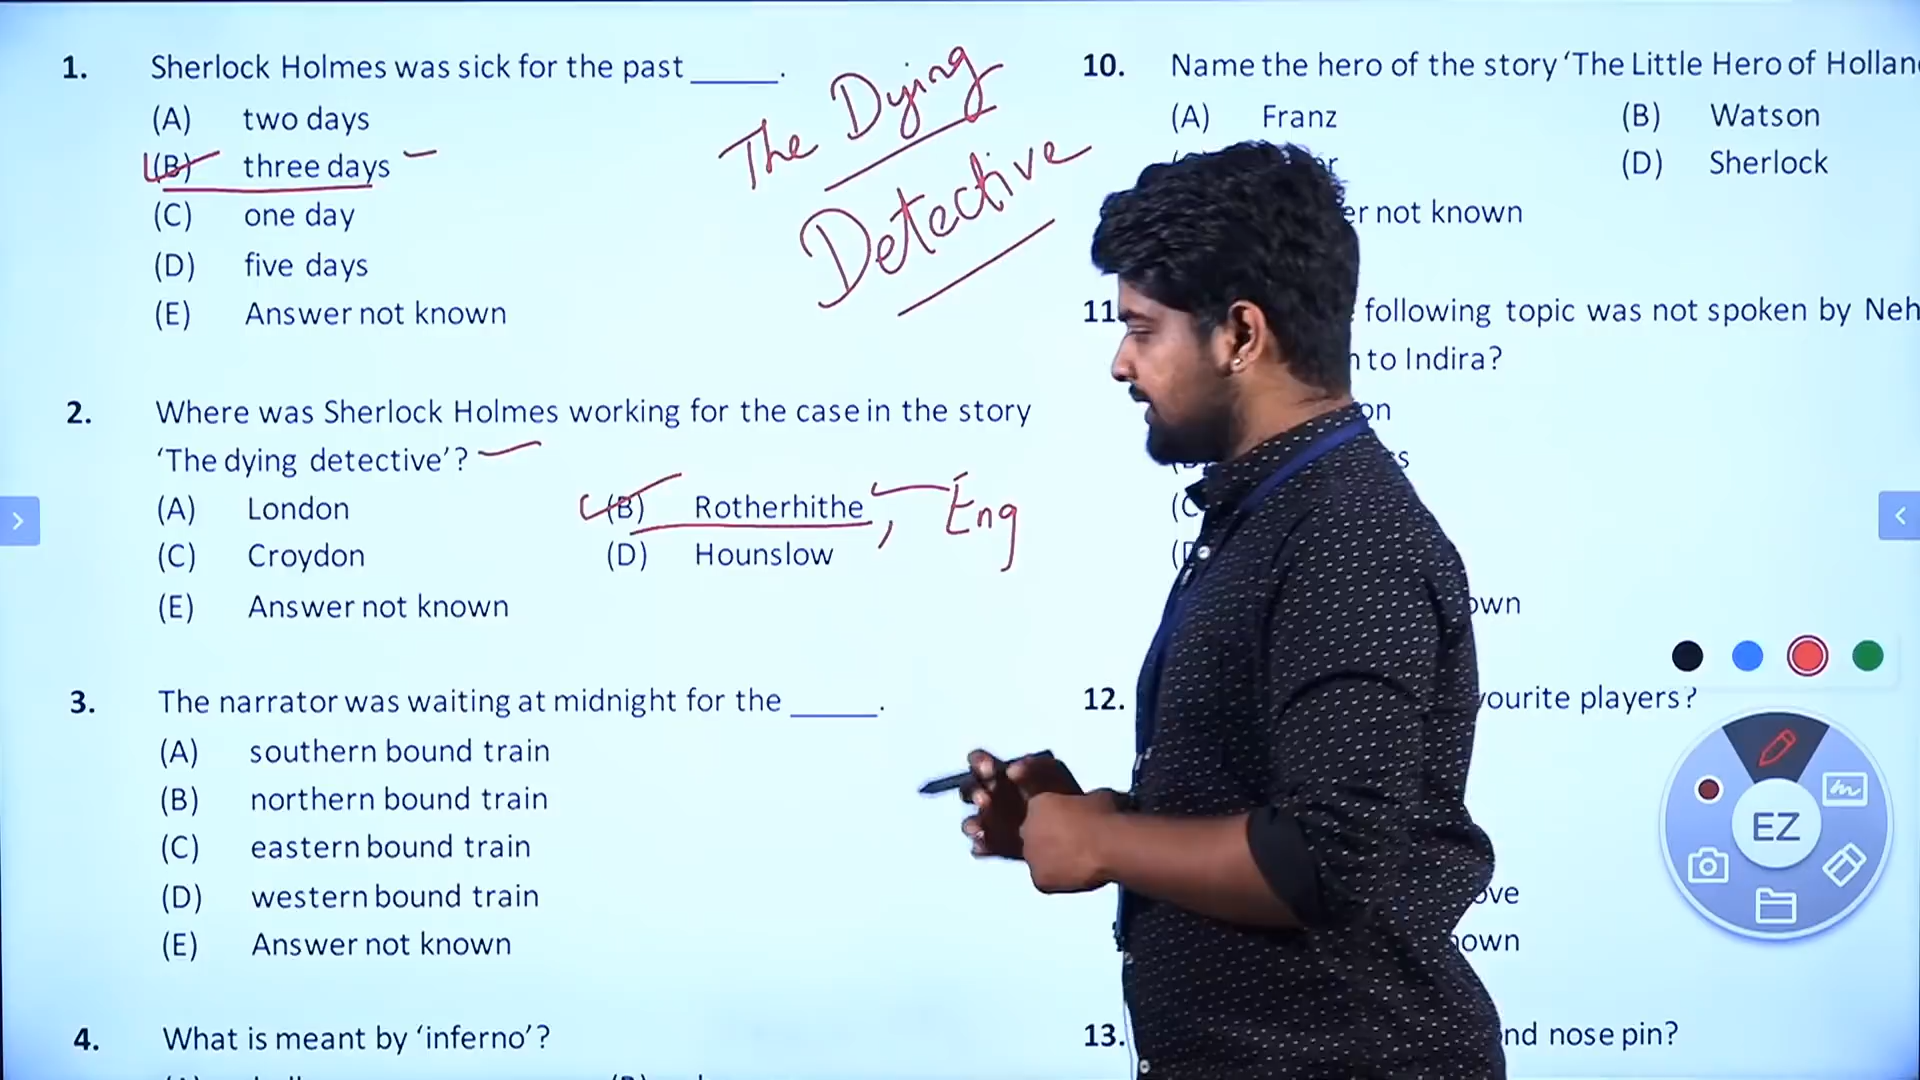 1. Sherlock Holmes was sick for the past _____.
(A) two days
(B) three days
(C) one day
(D) five days
(E) Answer not known
The Dying
Detective
2. Where was Sherlock Holmes working for the case in the story
‘The dying detective’?
(A) London (B) Rotherhithe, Eng
(C) Croydon (D) Hounslow
(E) Answer not known
3. The narrator was waiting at midnight for the _____.
(A) southern bound train
(B) northern bound train
(C) eastern bound train
(D) western bound train
(E) Answer not known
4. What is meant by ‘inferno’?
10. Name the hero of the story ‘The Little Hero of Hollan
(A) Franz (B) Watson
(D) Sherlock
er not known
11. following topic was not spoken by Neh
to Indira?
on
s
(C
own
12. vourite players?
ove
nown
13. nd nose pin?
EZ